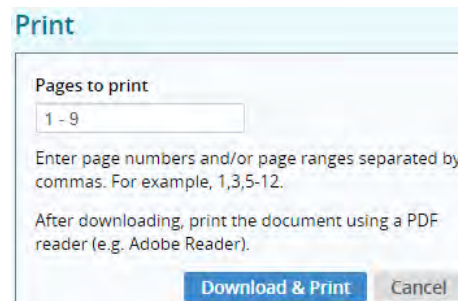 Print
Pages to print
1 - 9
Enter page numbers and/or page ranges separated by
commas. For example, 1,3,5-12.
After downloading, print the document using a PDF
reader (e.g. Adobe Reader).
Download & Print Cancel